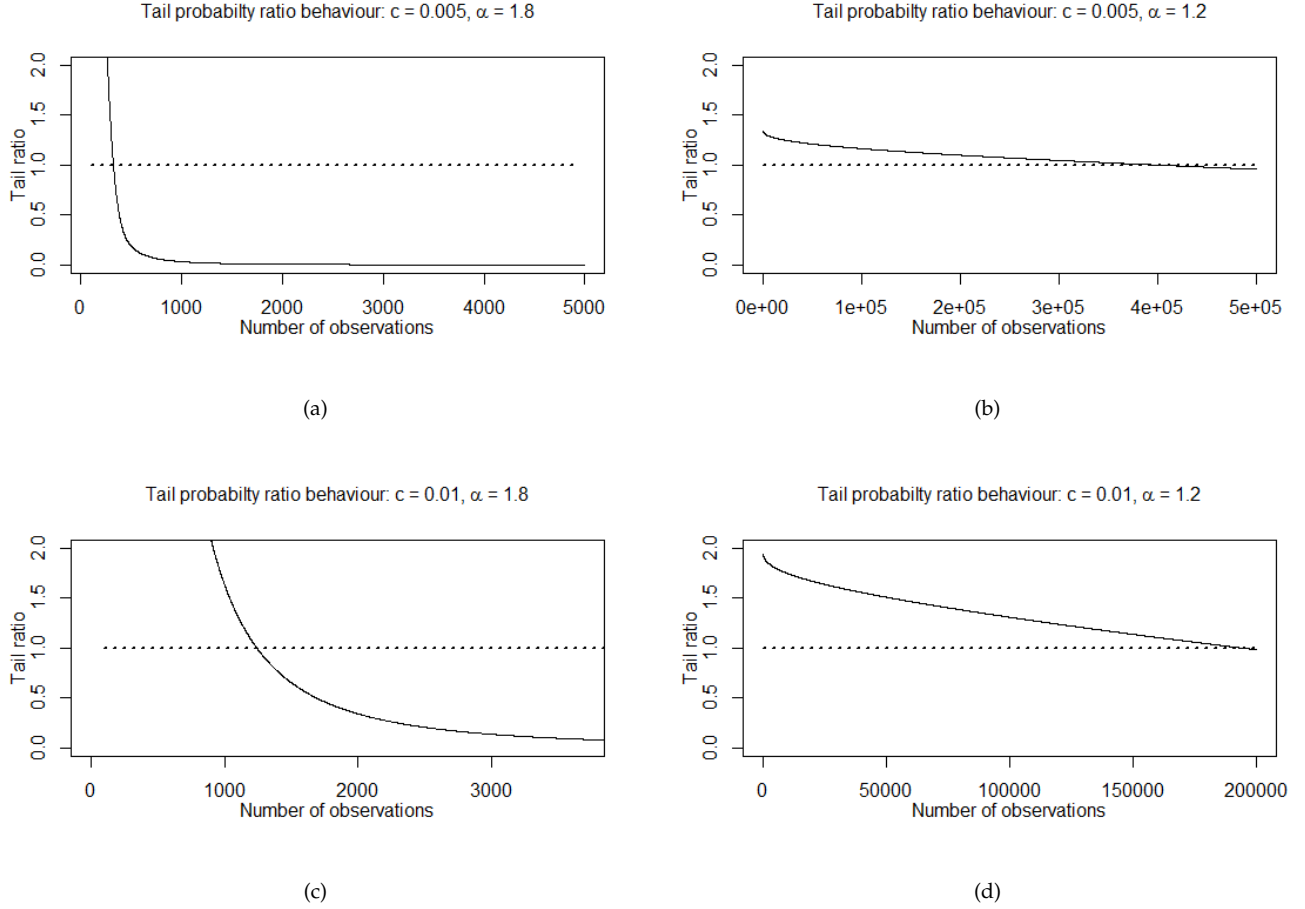 Tail probabilty ratio behaviour: c = 0.005, α = 1.8
Tail ratio
2.0
1.5
1.0
0.5
0.0
0 1000 2000 3000 4000 5000
Number of observations
(a)
Tail probabilty ratio behaviour: c = 0.005, α = 1.2
Tail ratio
2.0
1.5
1.0
0.5
0.0
0e+00 1e+05 2e+05 3e+05 4e+05 5e+05
Number of observations
(b)
Tail probabilty ratio behaviour: c = 0.01, α = 1.8
Tail ratio
2.0
1.5
1.0
0.5
0.0
0 1000 2000 3000
Number of observations
(c)
Tail probabilty ratio behaviour: c = 0.01, α = 1.2
Tail ratio
2.0
1.5
1.0
0.5
0.0
0 50000 100000 150000 200000
Number of observations
(d)